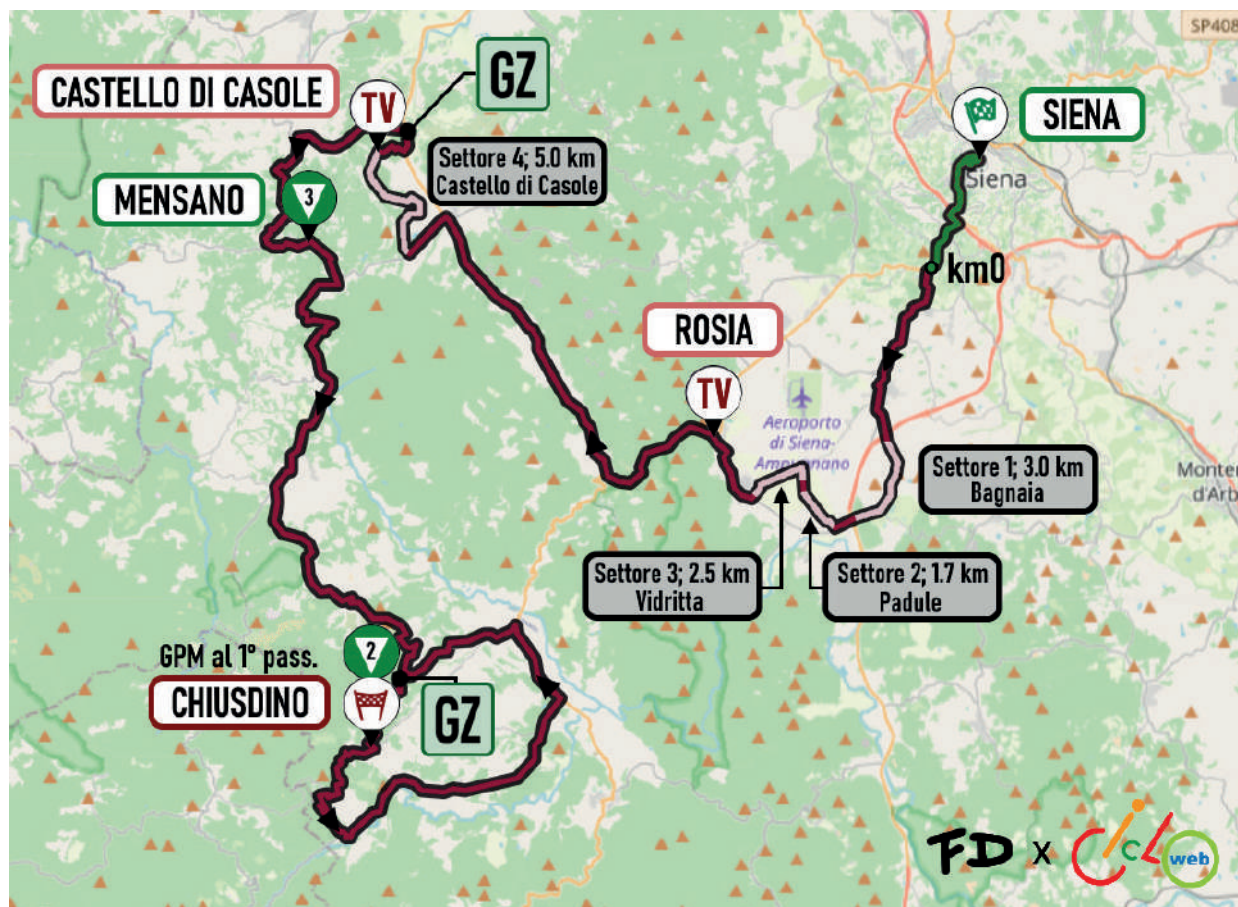 SP408
CASTELLO DI CASOLE
TV
GZ
SIENA
Settore 4; 5.0 km
Castello di Casole
Siena
MENSANO
3
km0
ROSIA
TV
Aeroporto
di Siena-
Ampugnano
Settore 1; 3.0 km
Bagnaia
Monter
d'Arb
Settore 3; 2.5 km
Vidritta
Settore 2; 1.7 km
Padule
2
GPM al 1° pass.
CHIUSDINO
GZ
FD x CicL
web